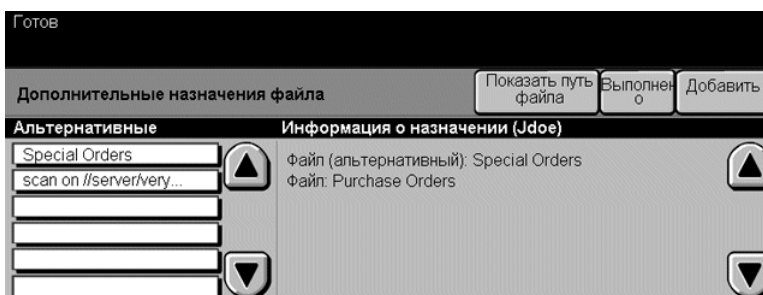 Готов
Дополнительные назначения файла
Показать путь
файла
Выполнен
о
Добавить
Альтернативные
Информация о назначении (Jdoe)
Special Orders
scan on //server/very...
Файл (альтернативный): Special Orders
Файл: Purchase Orders